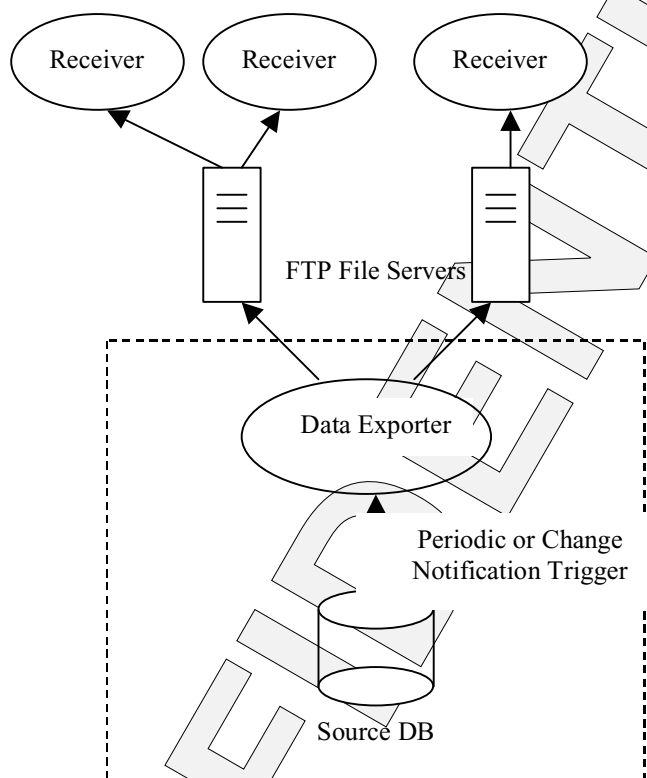 Receiver
Receiver
Receiver
FTP File Servers
Data Exporter
Periodic or Change
Notification Trigger
Source DB